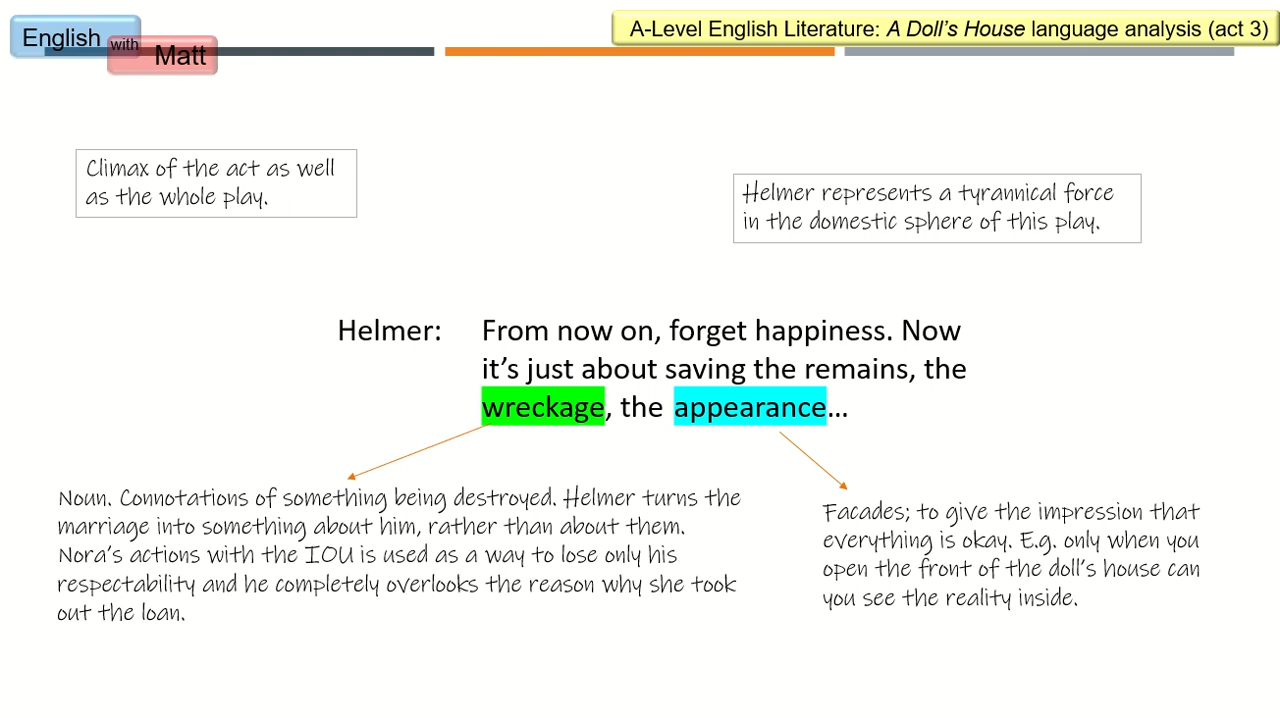 English with Matt
A-Level English Literature: A Doll's House language analysis (act 3)
Climax of the act as well
as the whole play.
Helmer represents a tyrannical force
in the domestic sphere of this play.
Helmer: From now on, forget happiness. Now
it's just about saving the remains, the
wreckage, the appearance…
Noun. Connotations of something being destroyed. Helmer turns the
marriage into something about him, rather than about them.
Nora's actions with the IOU is used as a way to lose only his
respectability and he completely overlooks the reason why she took
out the loan.
Facades; to give the impression that
everything is okay. E.g. only when you
open the front of the doll's house can
you see the reality inside.